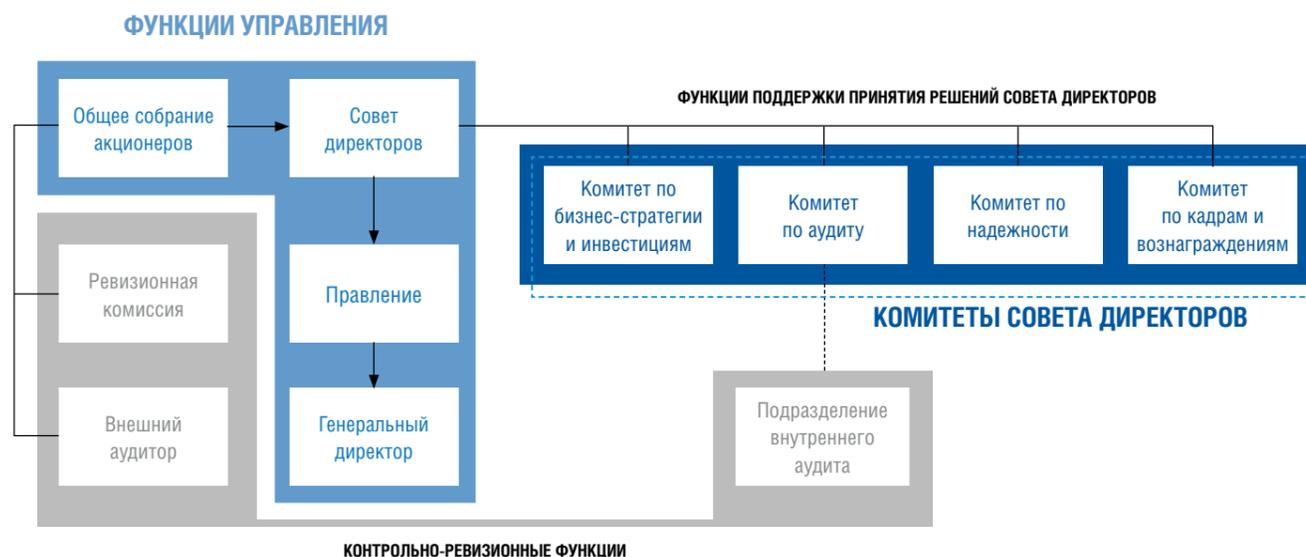 ФУНКЦИИ УПРАВЛЕНИЯ
Общее собрание
акционеров
Совет
директоров
ФУНКЦИИ ПОДДЕРЖКИ ПРИНЯТИЯ РЕШЕНИЙ СОВЕТА ДИРЕКТОРОВ
Комитет по
бизнес-стратегии
и инвестициям
Комитет
по аудиту
Комитет по
надежности
Комитет
по кадрам и
вознаграждениям
КОМИТЕТЫ СОВЕТА ДИРЕКТОРОВ
Ревизионная
комиссия
Правление
Внешний
аудитор
Генеральный
директор
Подразделение
внутреннего
аудита
КОНТРОЛЬНО-РЕВИЗИОННЫЕ ФУНКЦИИ